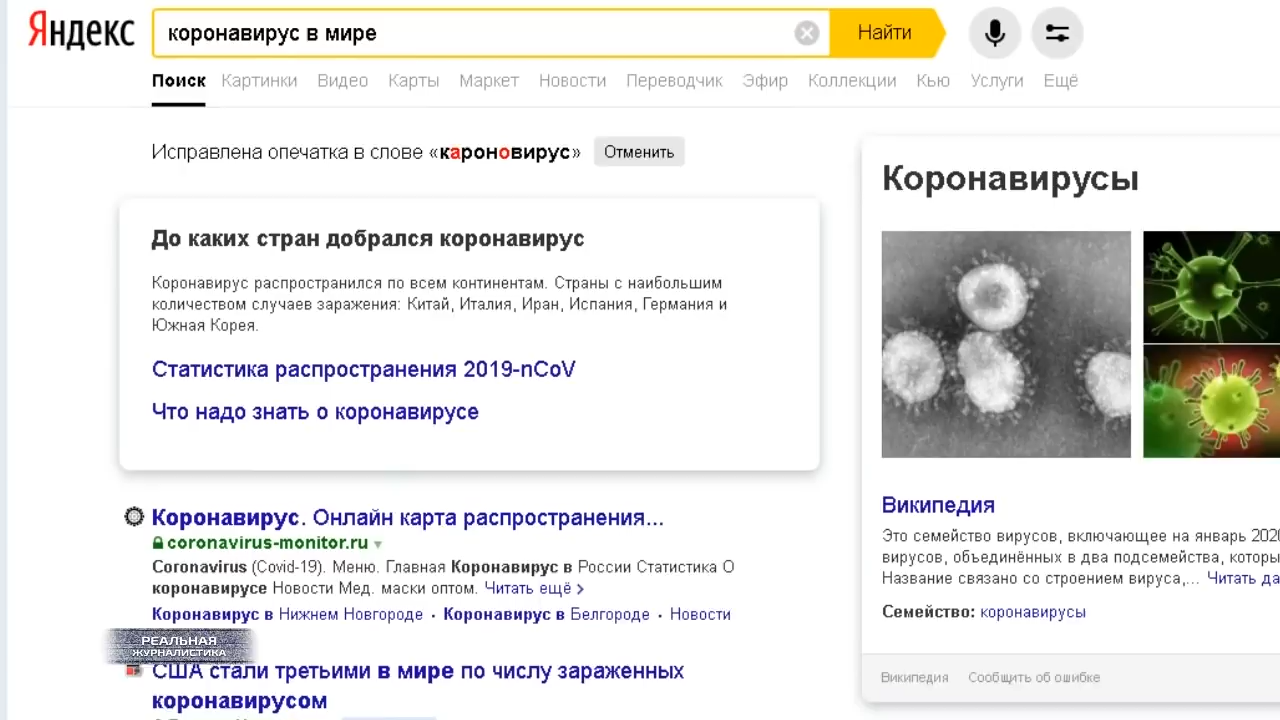 Яндекс
коронавирус в мире
Найти
Поиск Картинки Видео Карты Маркет Новости Переводчик Эфир Коллекции Кью Услуги Ещё
Исправлена опечатка в слове «кароновирус» Отменить
До каких стран добрался коронавирус
Коронавирус распространился по всем континентам. Страны с наибольшим
количеством случаев заражения: Китай, Италия, Иран, Испания, Германия и
Южная Корея.
Статистика распространения 2019-nCoV
Что надо знать о коронавирусе
Коронавирус. Онлайн карта распространения...
coronavirus-monitor.ru
Coronavirus (Covid-19). Меню. Главная Коронавирус в России Статистика О
коронавирусе Новости Мед. маски оптом. Читать ещё >
Коронавирус в Нижнем Новгороде · Коронавирус в Белгороде · Новости
РЕАЛЬНАЯ
ЖУРНАЛИСТИКА
США стали третьими в мире по числу зараженных
коронавирусом
Коронавирусы
Википедия
Это семейство вирусов, включающее на январь 2020
вирусов, объединённых в два подсемейства, которы
Название связано со строением вируса,... Читать да
Семейство: коронавирусы
Википедия Сообщить об ошибке